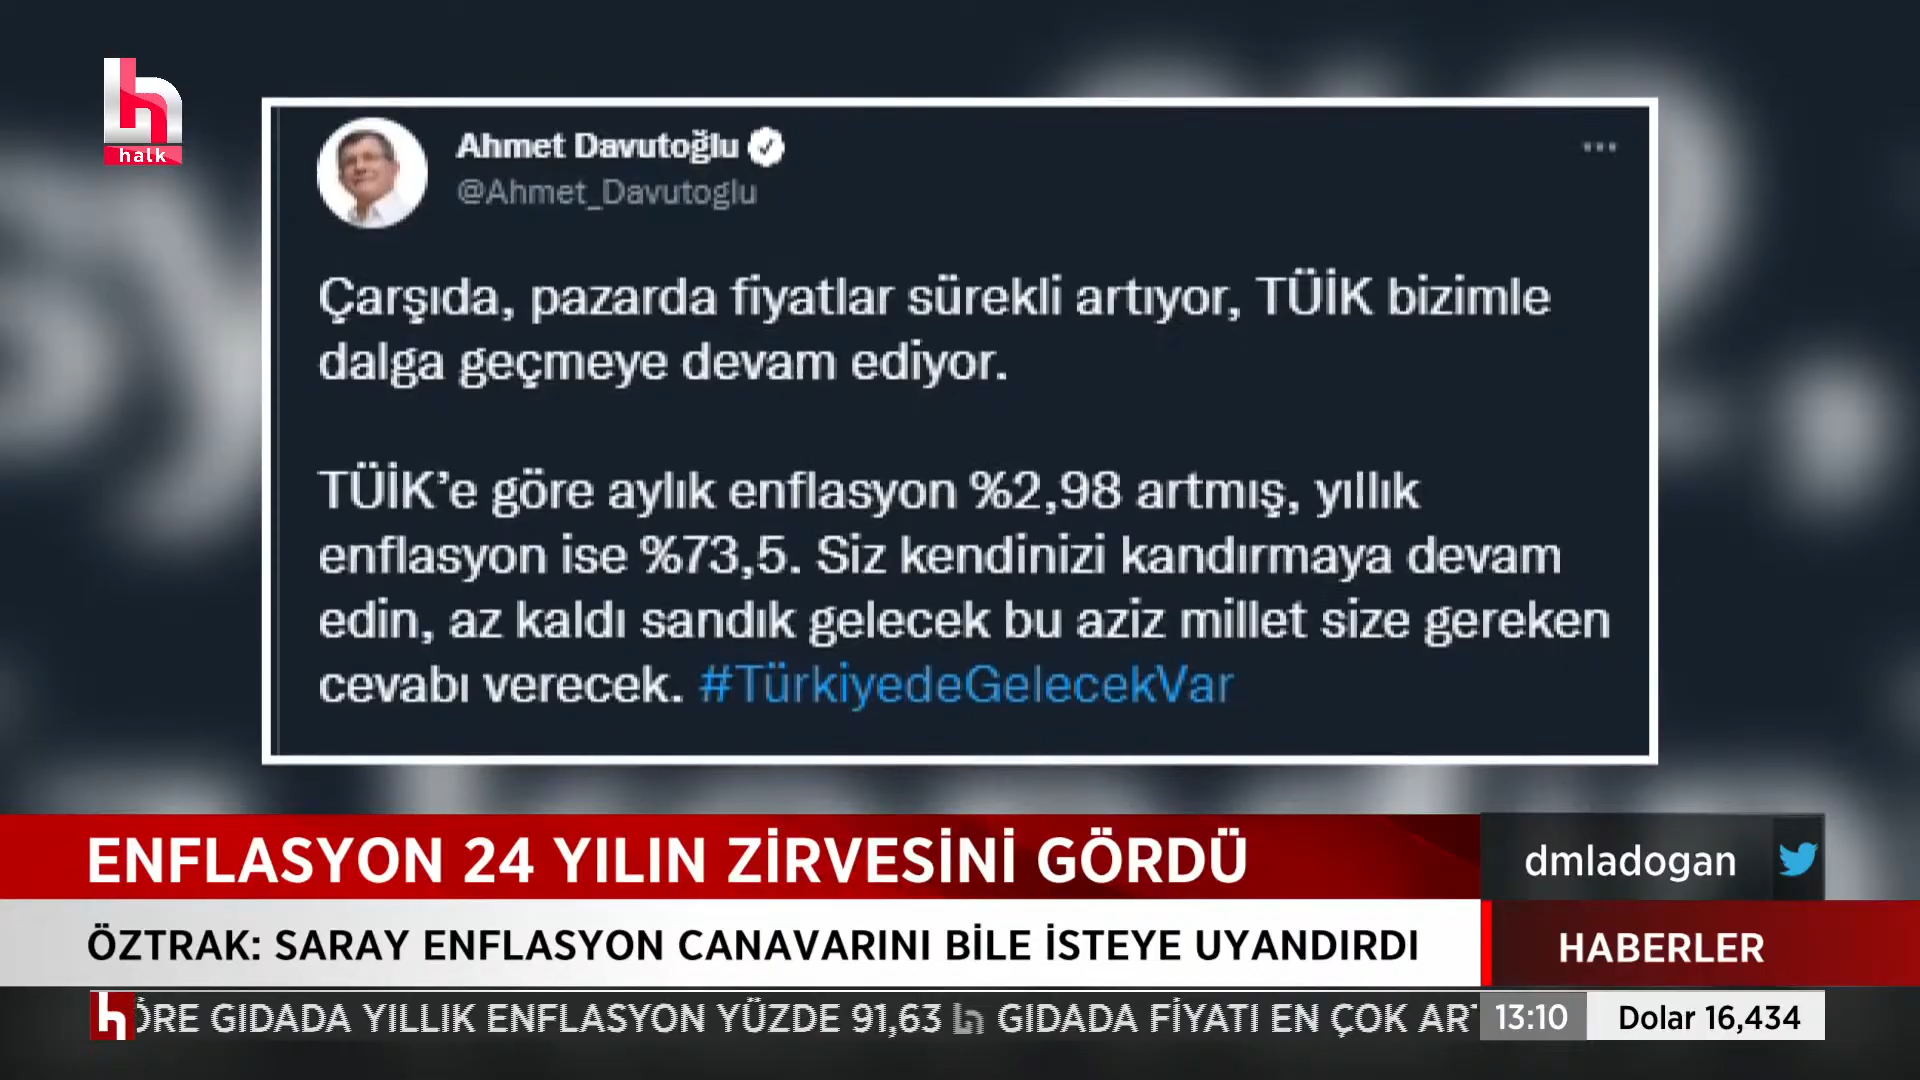 h
halk
Ahmet Davutoğlu
@Ahmet_Davutoglu
Çarşıda, pazarda fiyatlar sürekli artıyor, TÜİK bizimle
dalga geçmeye devam ediyor.
TÜİK’e göre aylık enflasyon %2,98 artmış, yıllık
enflasyon ise %73,5. Siz kendinizi kandırmaya devam
edin, az kaldı sandık gelecek bu aziz millet size gereken
cevabı verecek. #TürkiyedeGelecekVar
ENFLASYON 24 YILIN ZİRVESİNİ GÖRDÜ
dmladogan
ÖZTRAK: SARAY ENFLASYON CANAVARINI BİLE İSTEYE UYANDIRDI
HABERLER
h ÖRE GIDADA YILLIK ENFLASYON YÜZDE 91,63 h GIDADA FİYATI EN ÇOK AR
13:10
Dolar 16,434